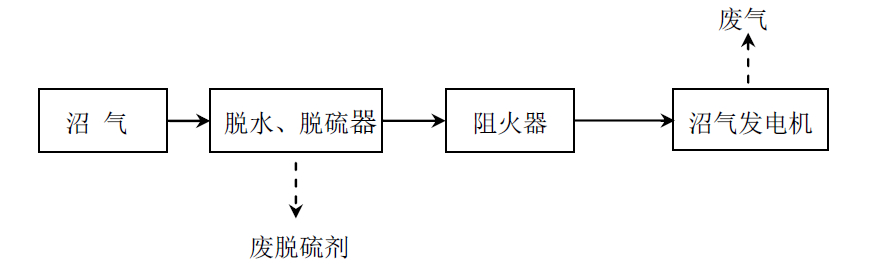 废气
沼 气
脱水、脱硫器
阻火器
沼气发电机
废脱硫剂